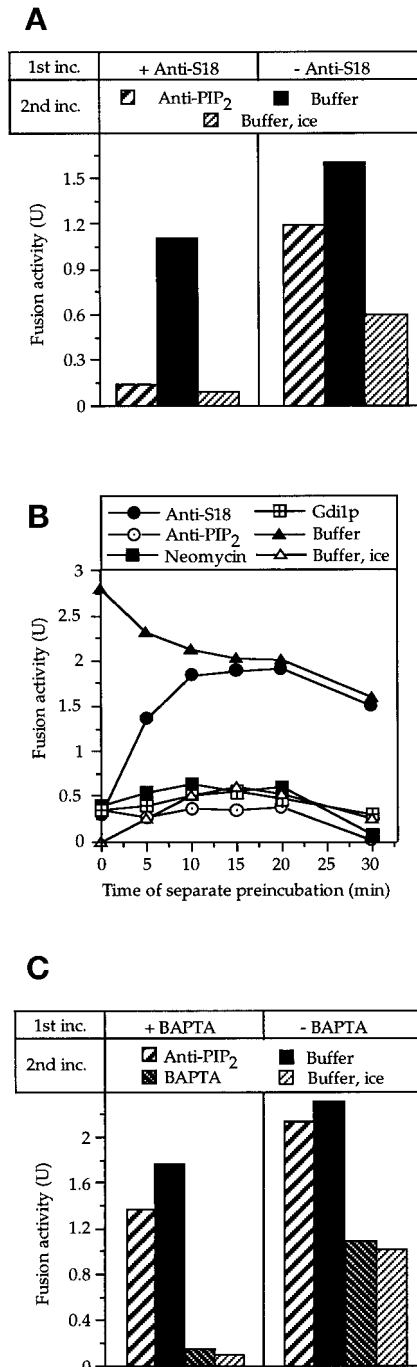 A
1st inc. + Anti-S18 - Anti-S18
2nd inc. Anti-PIP2 Buffer
Buffer, ice
Fusion activity (U)
1.5
1.2
0.9
0.6
0.3
0
B
Anti-S18 Gdi1p
Anti-PIP2 Buffer
Neomycin Buffer, ice
Fusion activity (U)
3
2.5
2
1.5
1
0.5
0
0 5 10 15 20 25 30
Time of separate preincubation (min)
C
1st inc. + BAPTA - BAPTA
2nd inc. Anti-PIP2 Buffer
BAPTA Buffer, ice
Fusion activity (U)
2
1.6
1.2
0.8
0.4
0